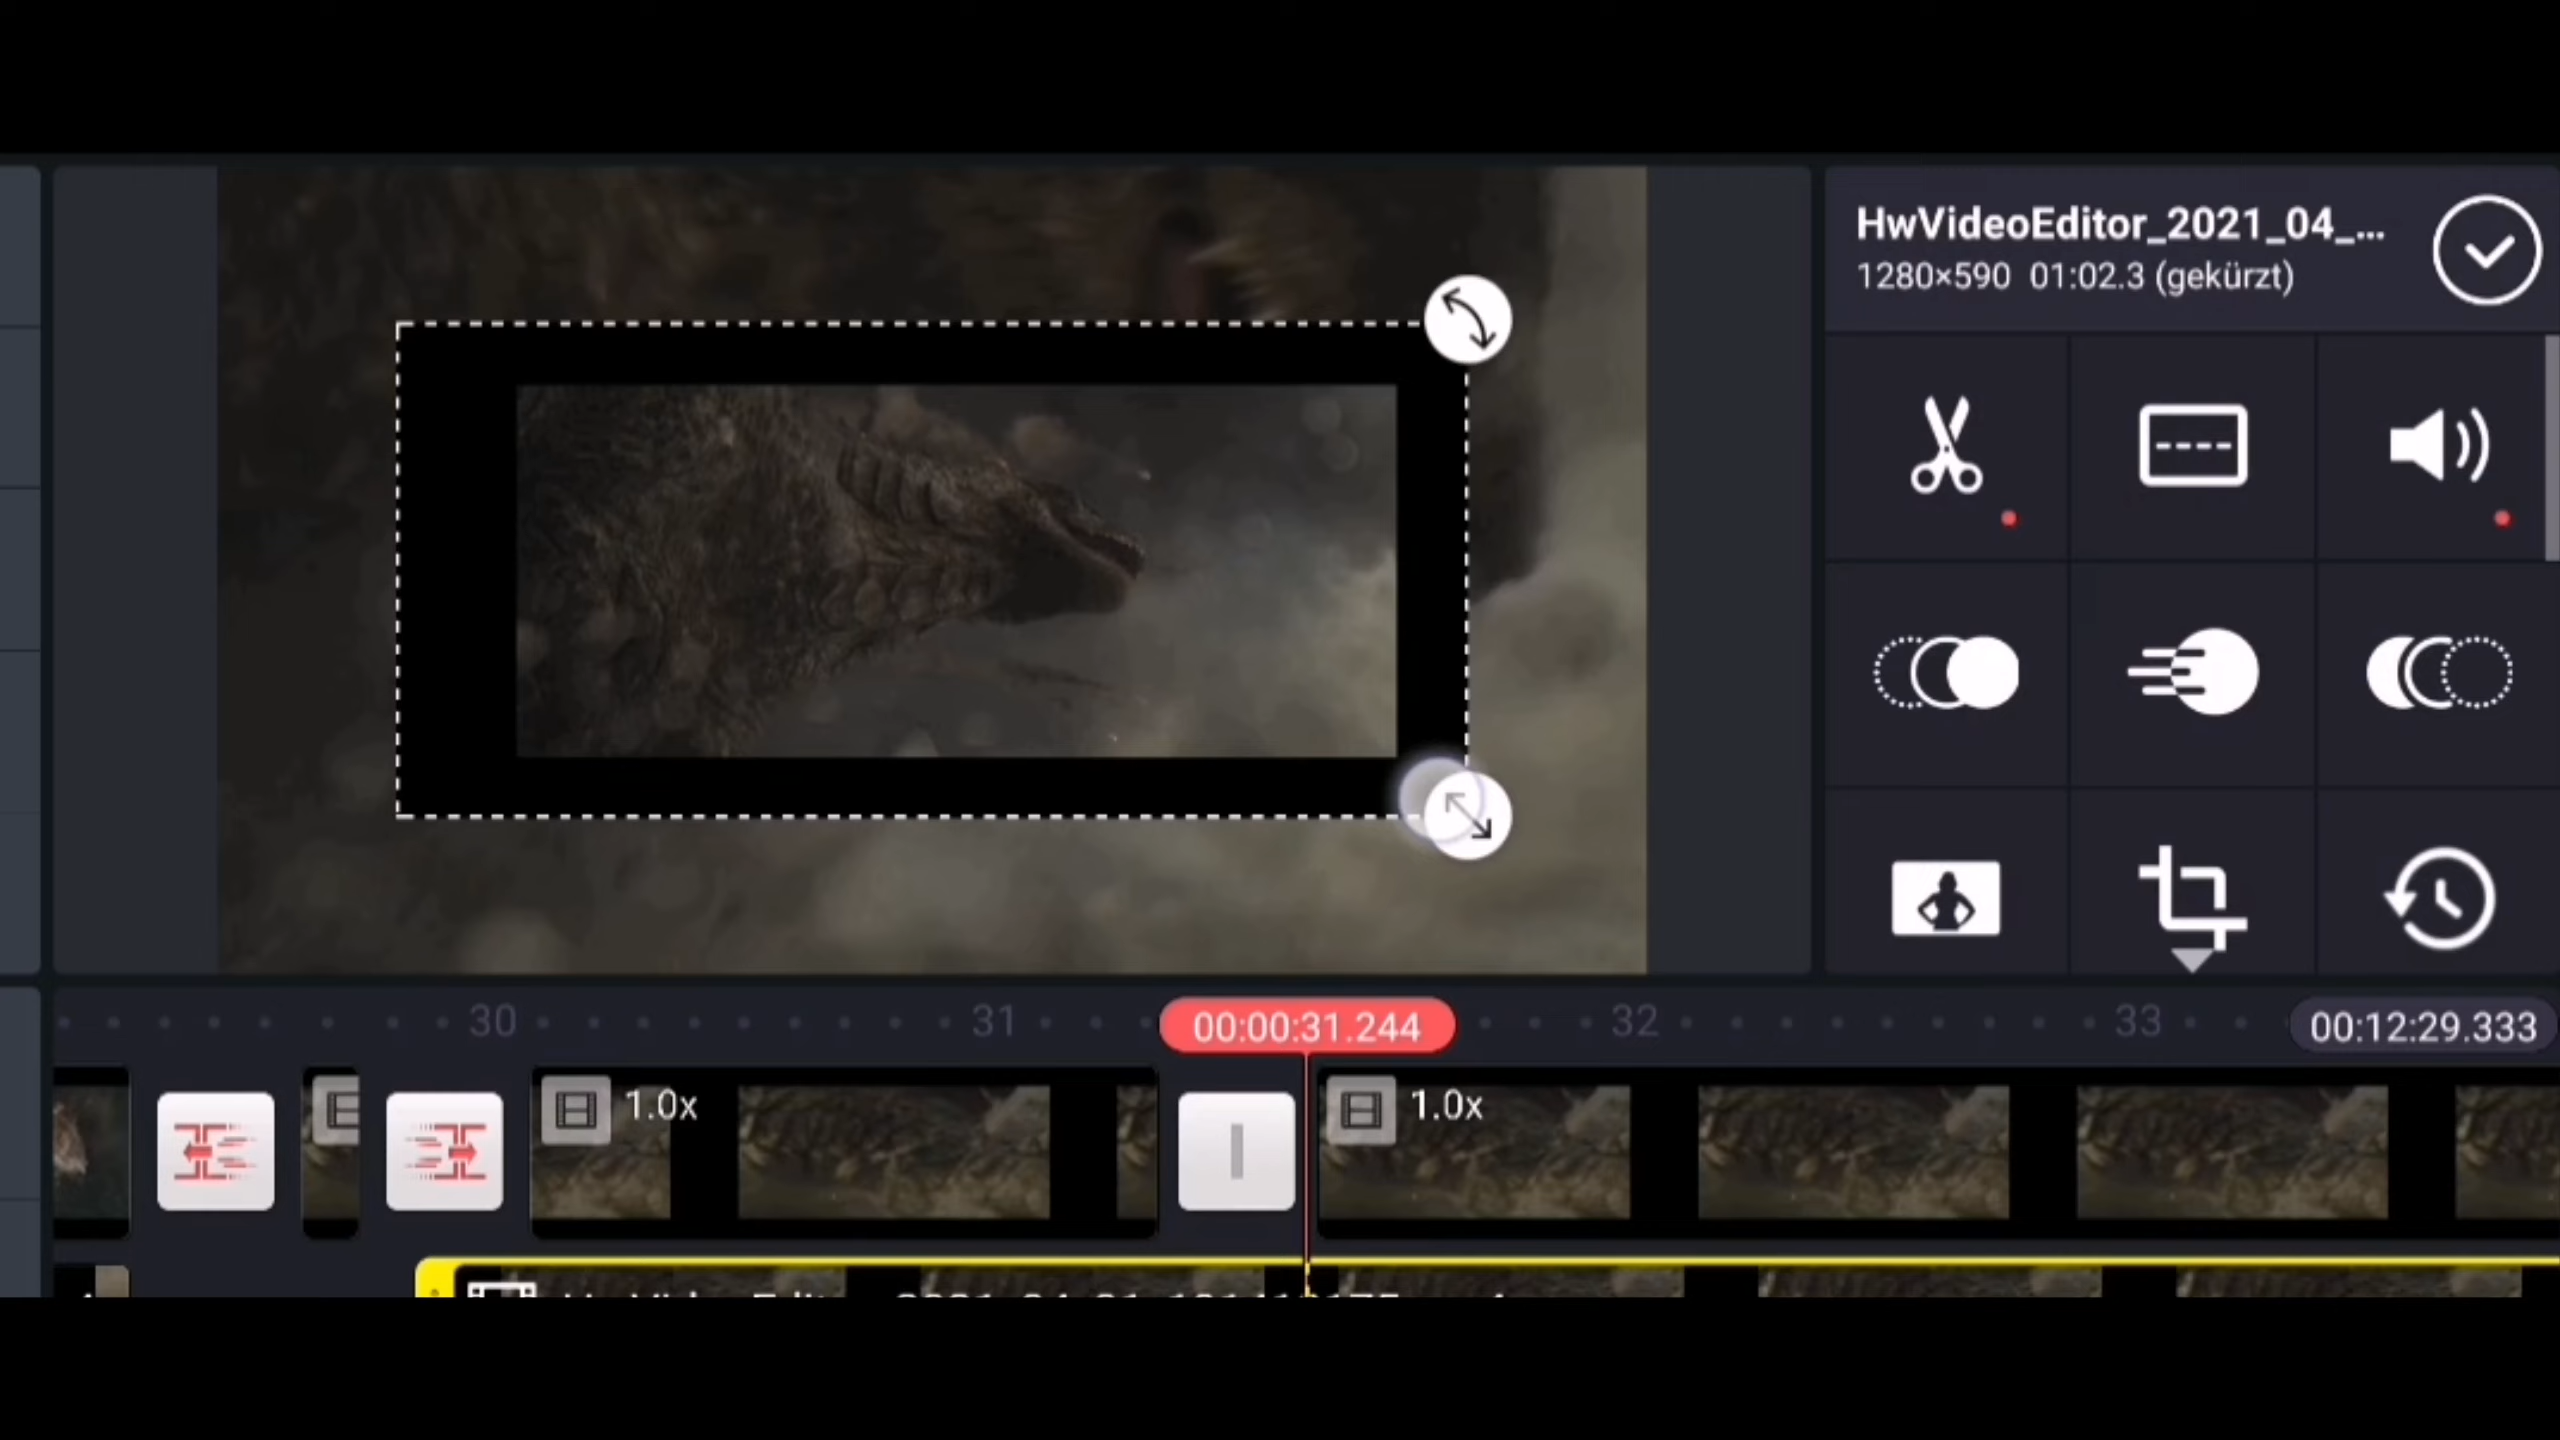 HwVideoEditor_2021_04_...
1280×590 01:02.3 (gekürzt)
30
31
00:00:31.244
32
33
00:12:29.333
1.0x
1.0x